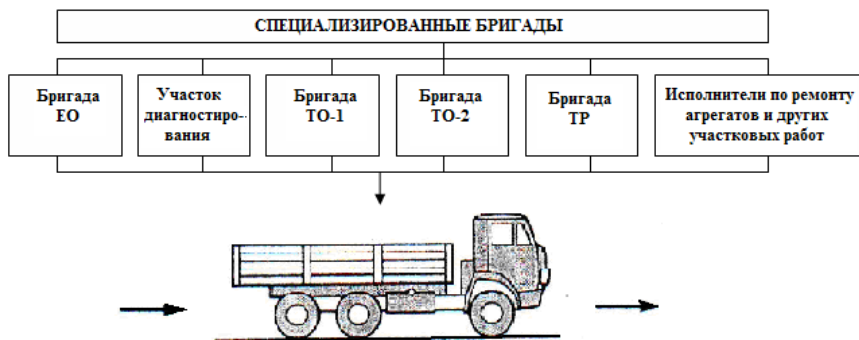 СПЕЦИАЛИЗИРОВАННЫЕ БРИГАДЫ
Бригада
ЕО
Участок
диагностиро--
вания
Бригада
ТО-1
Бригада
ТО-2
Бригада
ТР
Исполнители по ремонту
агрегатов и других
участковых работ